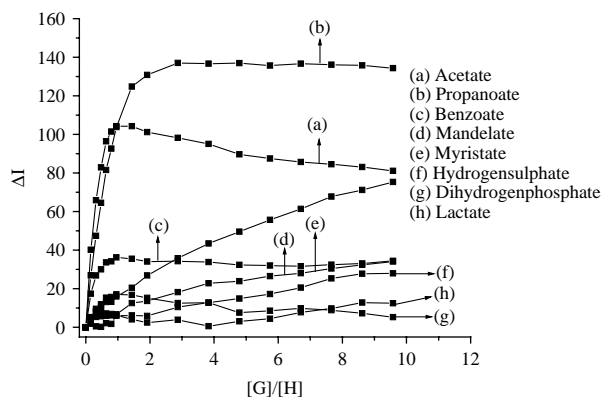 160
140
120
100
80
60
40
20
0
ΔI
0 2 4 6 8 10 12
[G]/[H]
(b)
(a)
(c)
(d)
(e)
(f)
(h)
(g)
(a) Acetate
(b) Propanoate
(c) Benzoate
(d) Mandelate
(e) Myristate
(f) Hydrogensulphate
(g) Dihydrogenphosphate
(h) Lactate